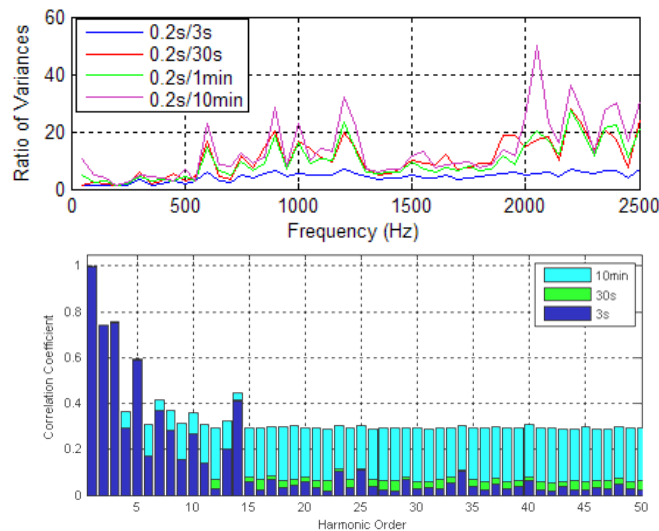 60
40
20
0
Ratio of Variances
0.2s/3s
0.2s/30s
0.2s/1min
0.2s/10min
0 500 1000 1500 2000 2500
Frequency (Hz)
1
0.8
0.6
0.4
0.2
0
Correlation Coefficient
10min
30s
3s
5 10 15 20 25 30 35 40 45 50
Harmonic Order